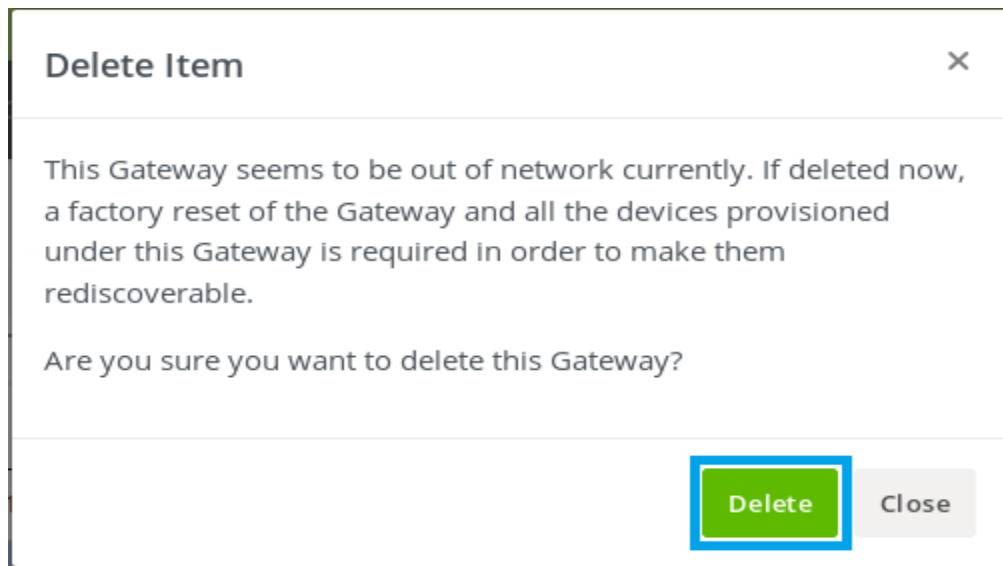 Delete Item
This Gateway seems to be out of network currently. If deleted now,
a factory reset of the Gateway and all the devices provisioned
under this Gateway is required in order to make them
rediscoverable.
Are you sure you want to delete this Gateway?
Delete Close